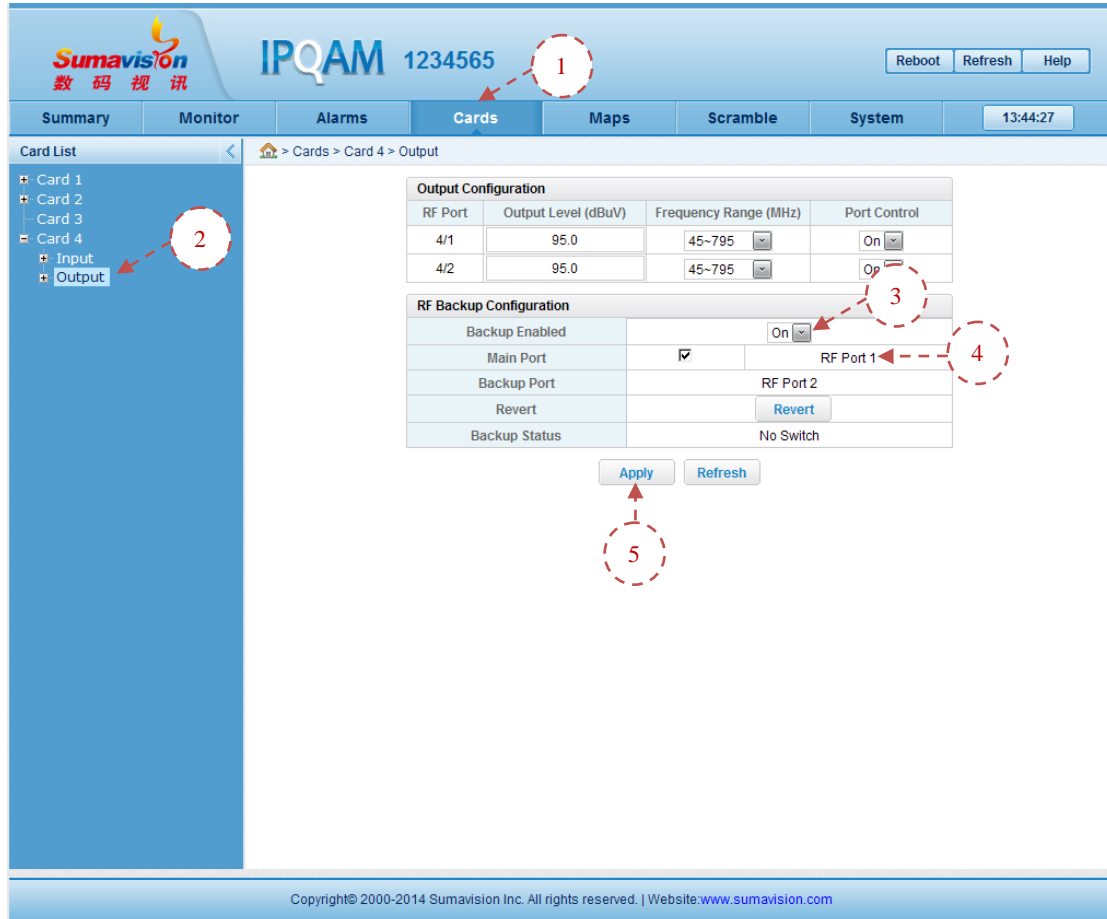 Sumavision
数码视讯
IPQAM 1234565
1
Reboot Refresh Help
Summary Monitor Alarms Cards Maps Scramble System 13:44:27
Card List
> Cards > Card 4 > Output
Card 1
Card 2
Card 3
Card 4
Input
Output
2
Output Configuration
RF Port Output Level (dBuV) Frequency Range (MHz) Port Control
4/1 95.0 45~795 On
4/2 95.0 45~795 On
RF Backup Configuration
3
Backup Enabled On
Main Port RF Port 1
4
Backup Port RF Port 2
Revert Revert
Backup Status No Switch
Apply Refresh
5
Copyright© 2000-2014 Sumavision Inc. All rights reserved. | Website:www.sumavision.com